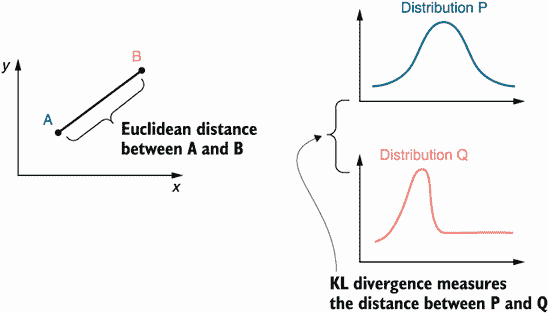 y
B
A
Euclidean distance
between A and B
x
Distribution P
Distribution Q
KL divergence measures
the distance between P and Q